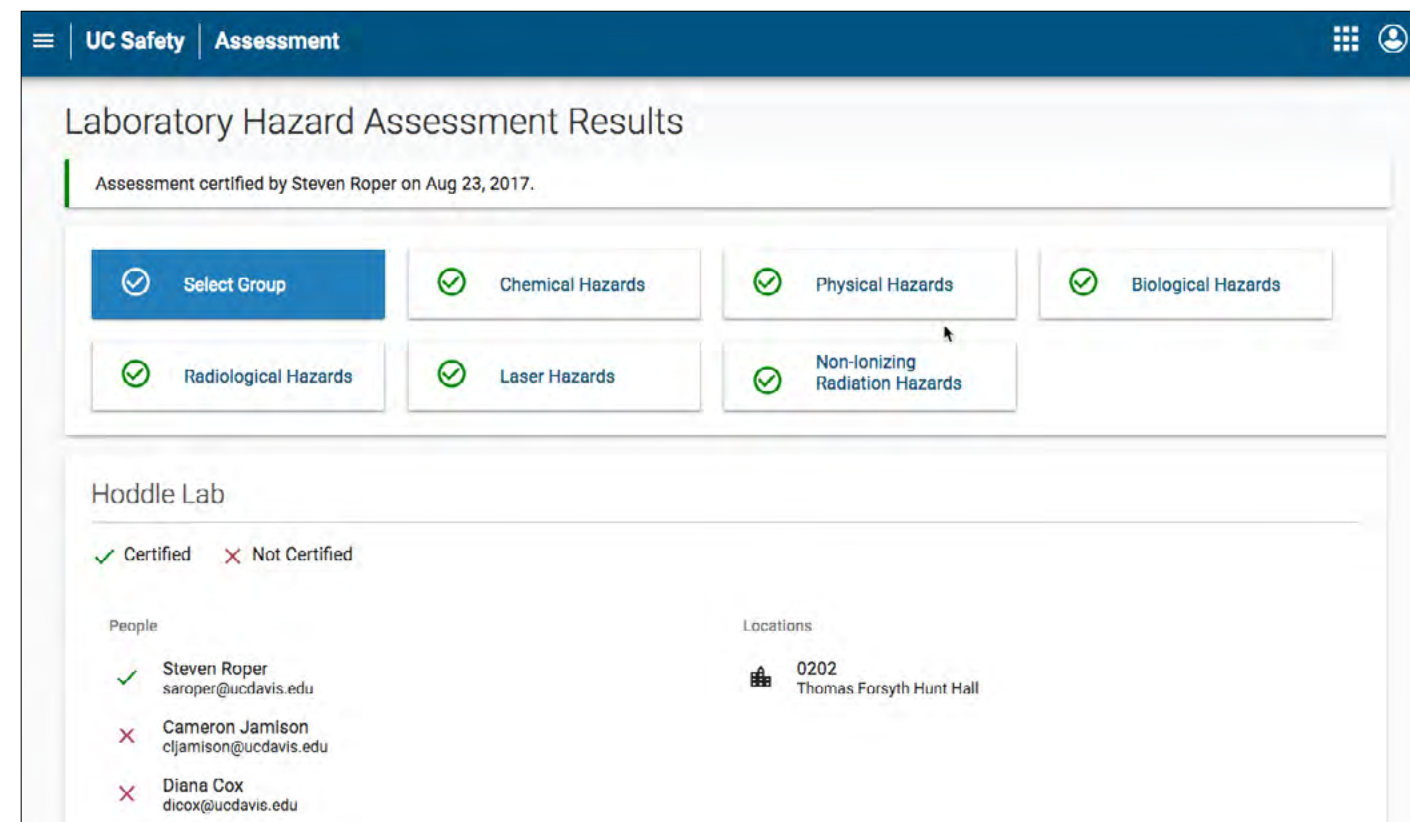 UC Safety Assessment
Laboratory Hazard Assessment Results
Assessment certified by Steven Roper on Aug 23, 2017.
Select Group
Chemical Hazards
Physical Hazards
Biological Hazards
Radiological Hazards
Laser Hazards
Non-Ionizing
Radiation Hazards
Hoddle Lab
Certified
Not Certified
People
Steven Roper
saroper@ucdavis.edu
Cameron Jamison
cljamison@ucdavis.edu
Diana Cox
dicox@ucdavis.edu
Locations
0202
Thomas Forsyth Hunt Hall